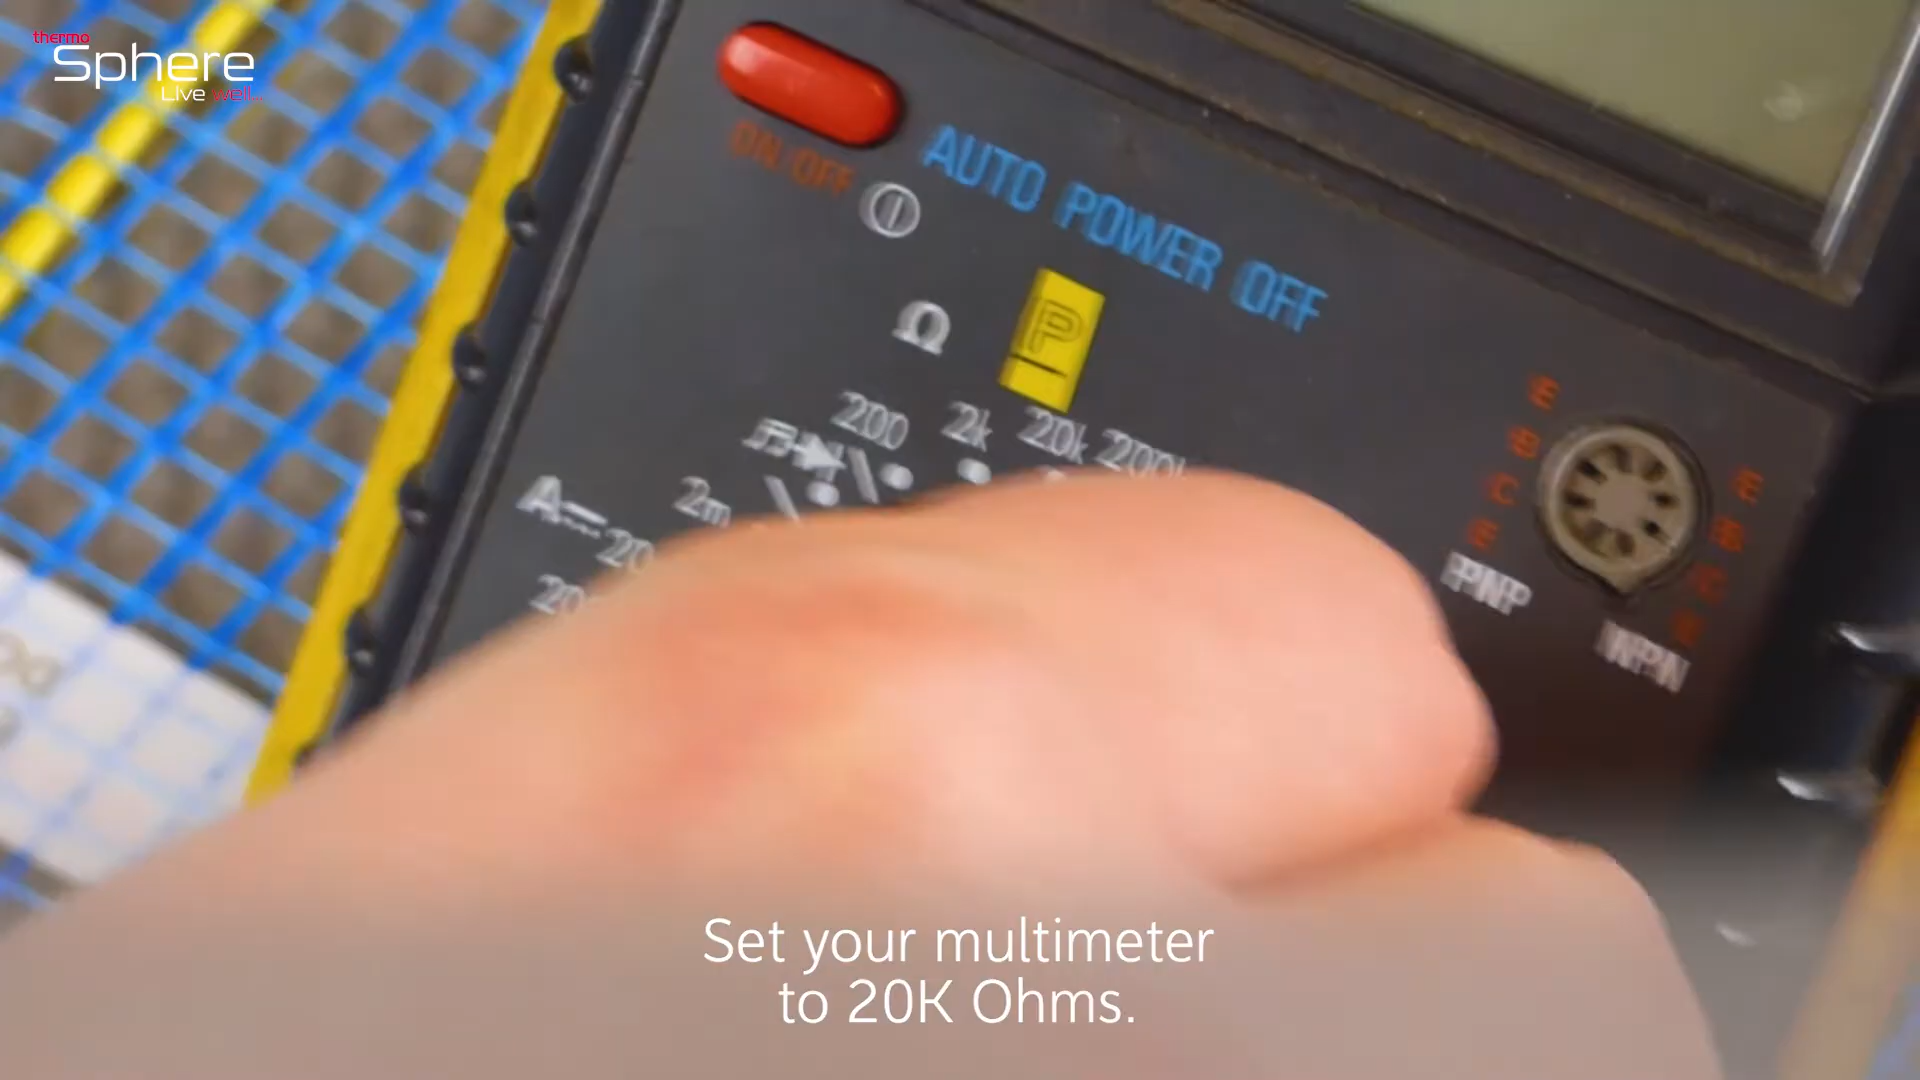 thermo
Sphere
Live well...
ON/OFF
AUTO POWER OFF
Ω
P
200 2k 20k
2m
A
20
E
B
C
E
E
B
C
E
PNP
NPN
Set your multimeter
to 20K Ohms.